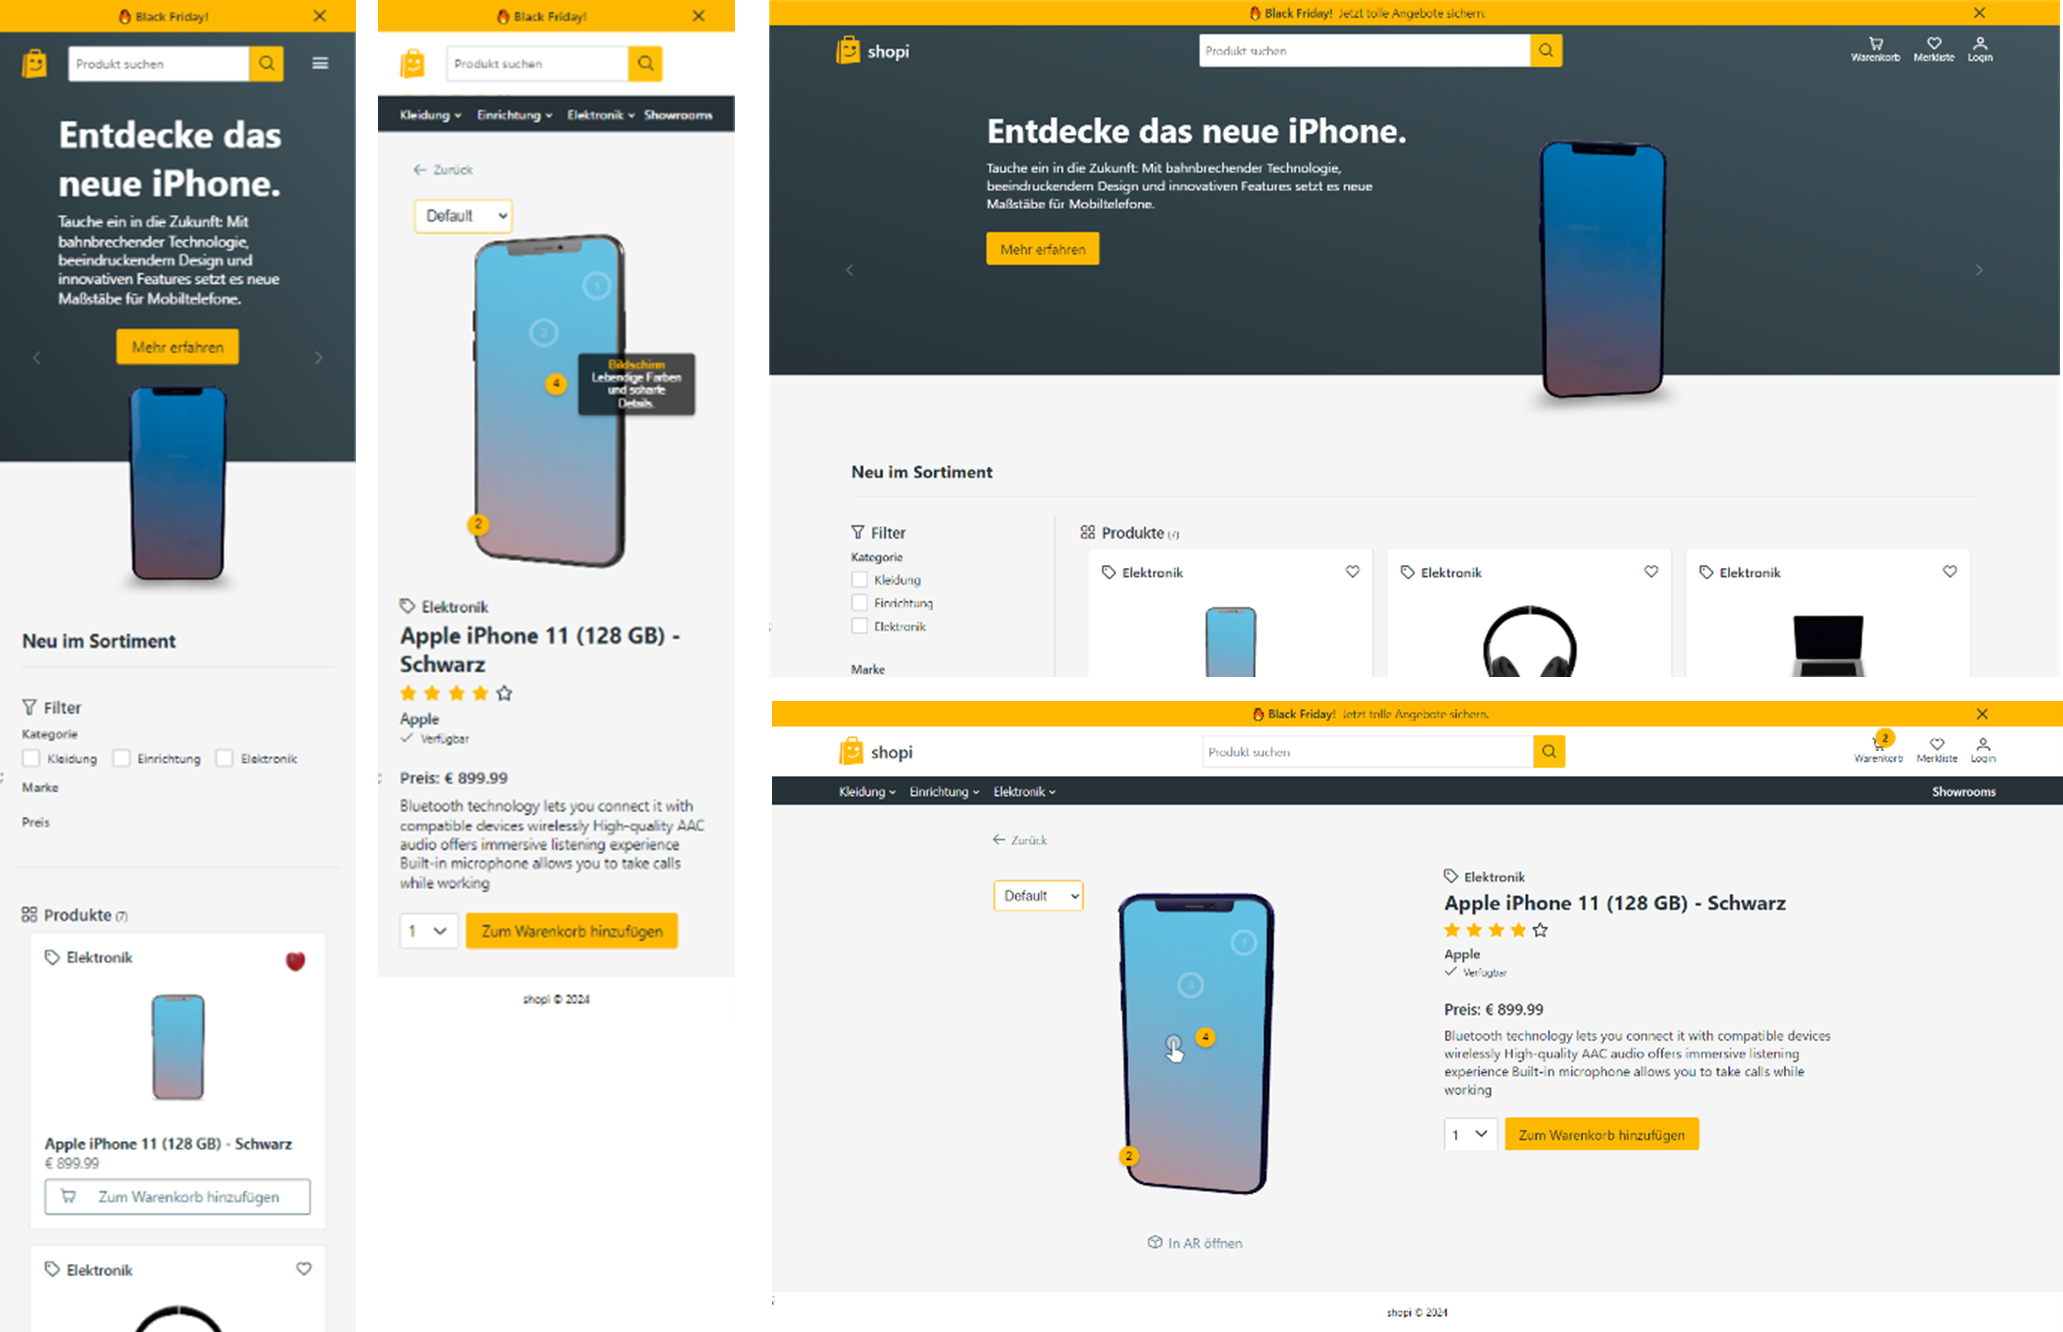 Black Friday!
Produkt suchen
Entdecke das
neue iPhone.
Tauche ein in die Zukunft: Mit
bahnbrechender Technologie,
beeindruckendem Design und
innovativen Features setzt es neue
Maßstäbe für Mobiltelefone.
Mehr erfahren
Neu im Sortiment
Filter
Kategorie
Kleidung Einrichtung Elektronik
Marke
Preis
Produkte (7)
Elektronik
Apple iPhone 11 (128 GB) - Schwarz
€ 899.99
Zum Warenkorb hinzufügen
Elektronik
Black Friday!
Produkt suchen
Kleidung Einrichtung Elektronik Showrooms
Zurück
Default
1
3
4
Bildschirm
Lebendige Farben
und scharfe
Details.
2
Elektronik
Apple iPhone 11 (128 GB) -
Schwarz
Apple
Verfügbar
;
Preis: € 899.99
Bluetooth technology lets you connect it with
compatible devices wirelessly High-quality AAC
audio offers immersive listening experience
Built-in microphone allows you to take calls
while working
1 Zum Warenkorb hinzufügen
shopi © 2024
Black Friday! Jetzt tolle Angebote sichern.
shopi
Produkt suchen
Warenkorb Merkliste Login
Entdecke das neue iPhone.
Tauche ein in die Zukunft: Mit bahnbrechender Technologie,
beeindruckendem Design und innovativen Features setzt es neue
Maßstäbe für Mobiltelefone.
Mehr erfahren
Neu im Sortiment
Filter
Kategorie
Kleidung
Einrichtung
Elektronik
Marke
Produkte (7)
Elektronik
Elektronik
Elektronik
Black Friday! Jetzt tolle Angebote sichern.
shopi
Produkt suchen
2
Warenkorb Merkliste Login
Kleidung Einrichtung Elektronik Showrooms
Zurück
Default
1
3
4
2
In AR öffnen
Elektronik
Apple iPhone 11 (128 GB) - Schwarz
Apple
Verfügbar
Preis: € 899.99
Bluetooth technology lets you connect it with compatible devices
wirelessly High-quality AAC audio offers immersive listening
experience Built-in microphone allows you to take calls while
working
1 Zum Warenkorb hinzufügen
;
shopi © 2024